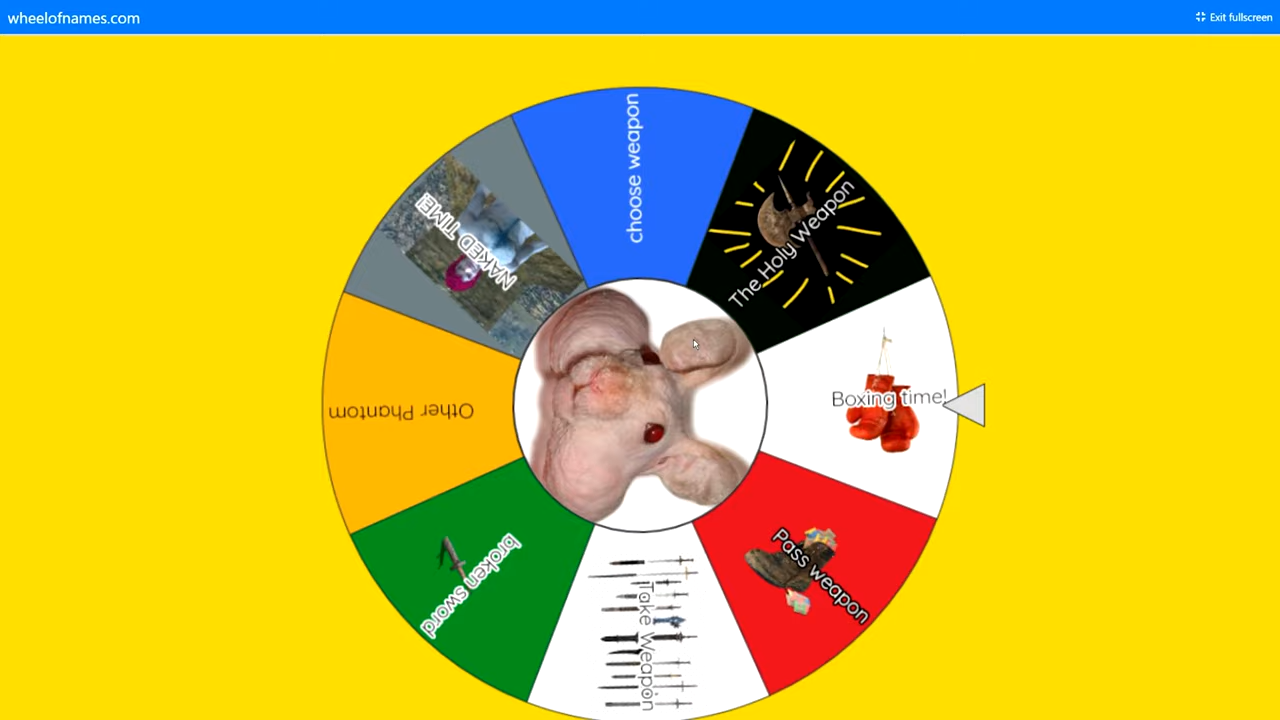 wheelofnames.com
Exit fullscreen
choose weapon
The Holy Weapon
Boxing time!
Pass weapon
Take Weapon
broken sword
Other Phantom
NAKED TIME!